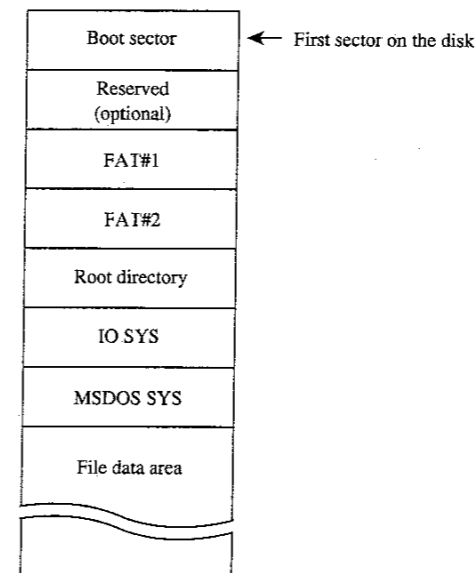 Boot sector
First sector on the disk
Reserved
(optional)
FAT#1
FAT#2
Root directory
IO SYS
MSDOS SYS
File data area